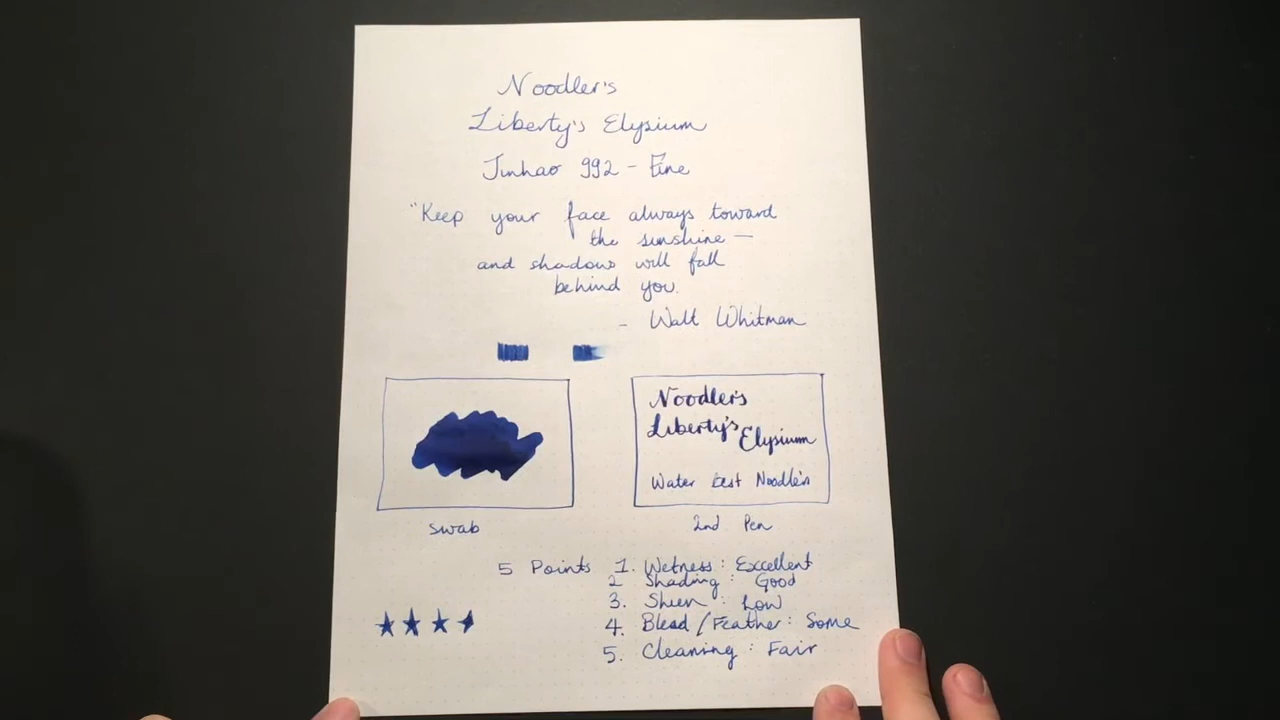 Noodler's
Liberty's Elysium
Jinhao 992 - Fine
"Keep your face always toward
the sunshine —
and shadows will fall
behind you.
- Walt Whitman
Noodler's
Liberty's Elysium
Water test Noodler's
swab
2nd Pen
5 Points 1. Wetness : Excellent
2 Shading : Good
3. Sheen : Low
4. Bleed / Feather : Some
5. Cleaning : Fair